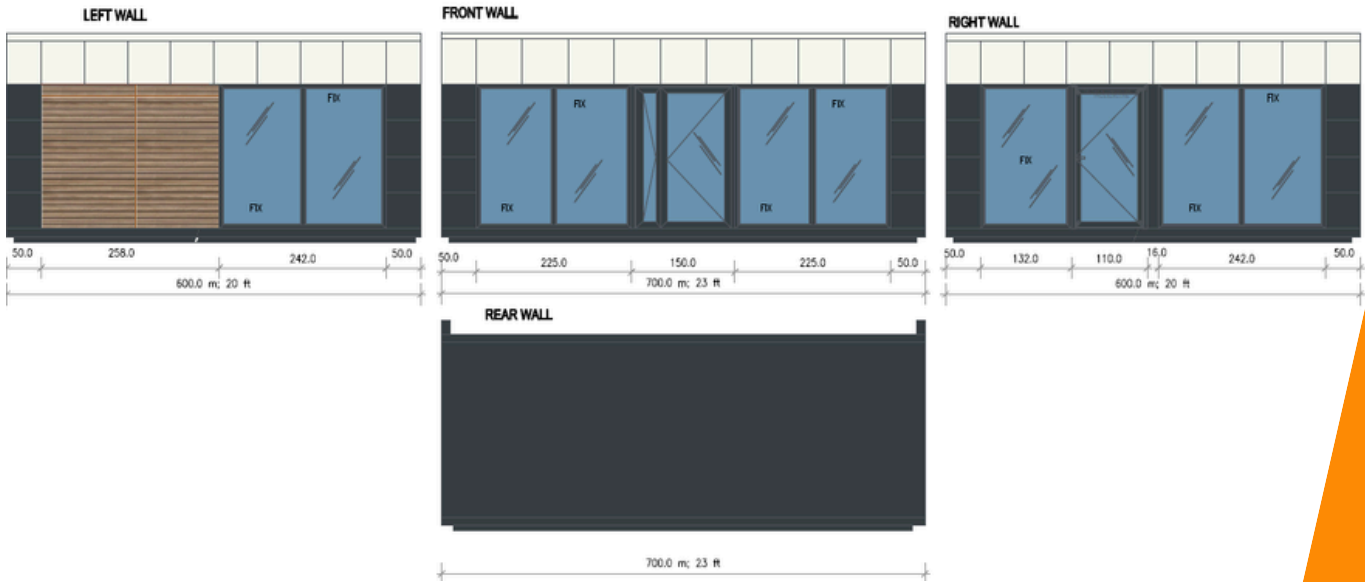 LEFT WALL
FIX
FIX
50.0 258.0 242.0 50.0
600.0 m; 20 ft
FRONT WALL
FIX FIX
FIX FIX
50.0 225.0 150.0 225.0 50.0
700.0 m; 23 ft
RIGHT WALL
FIX
FIX
FIX
50.0 132.0 110.0 16.0 242.0 50.0
600.0 m; 20 ft
REAR WALL
700.0 m; 23 ft